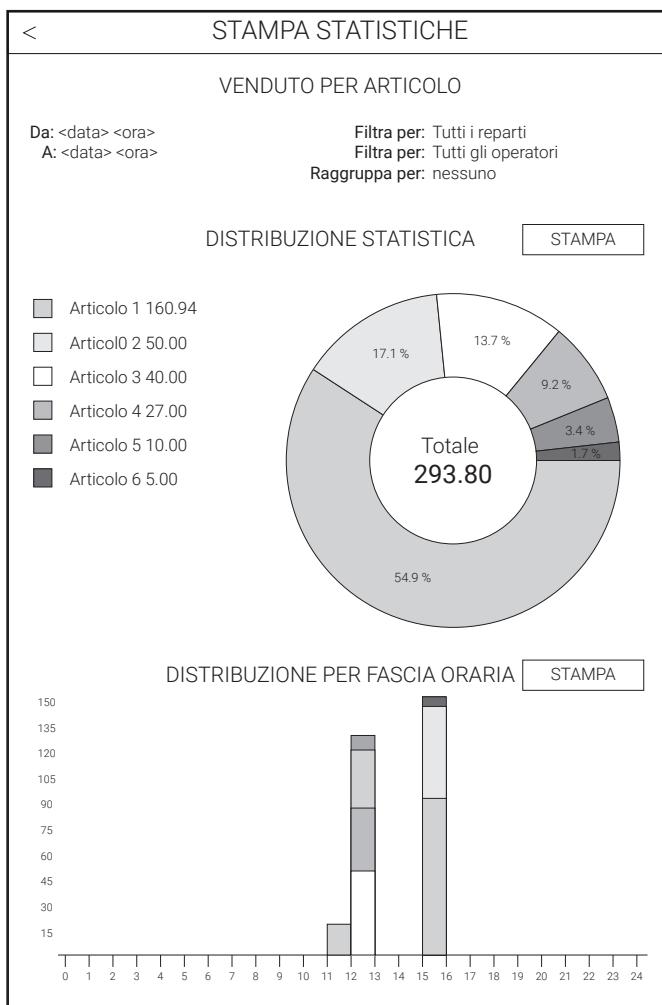 < STAMPA STATISTICHE
VENDUTO PER ARTICOLO
Da: <data> <ora>
A: <data> <ora>
Filtra per: Tutti i reparti
Filtra per: Tutti gli operatori
Raggruppa per: nessuno
DISTRIBUZIONE STATISTICA
STAMPA
Articolo 1 160.94
Articol0 2 50.00
Articolo 3 40.00
Articolo 4 27.00
Articolo 5 10.00
Articolo 6 5.00
17.1 %
13.7 %
9.2 %
3.4 %
1.7 %
Totale
293.80
54.9 %
DISTRIBUZIONE PER FASCIA ORARIA
STAMPA
150
135
120
105
90
75
60
45
30
15
0 1 2 3 4 5 6 7 8 9 10 11 12 13 14 15 16 17 18 19 20 21 22 23 24